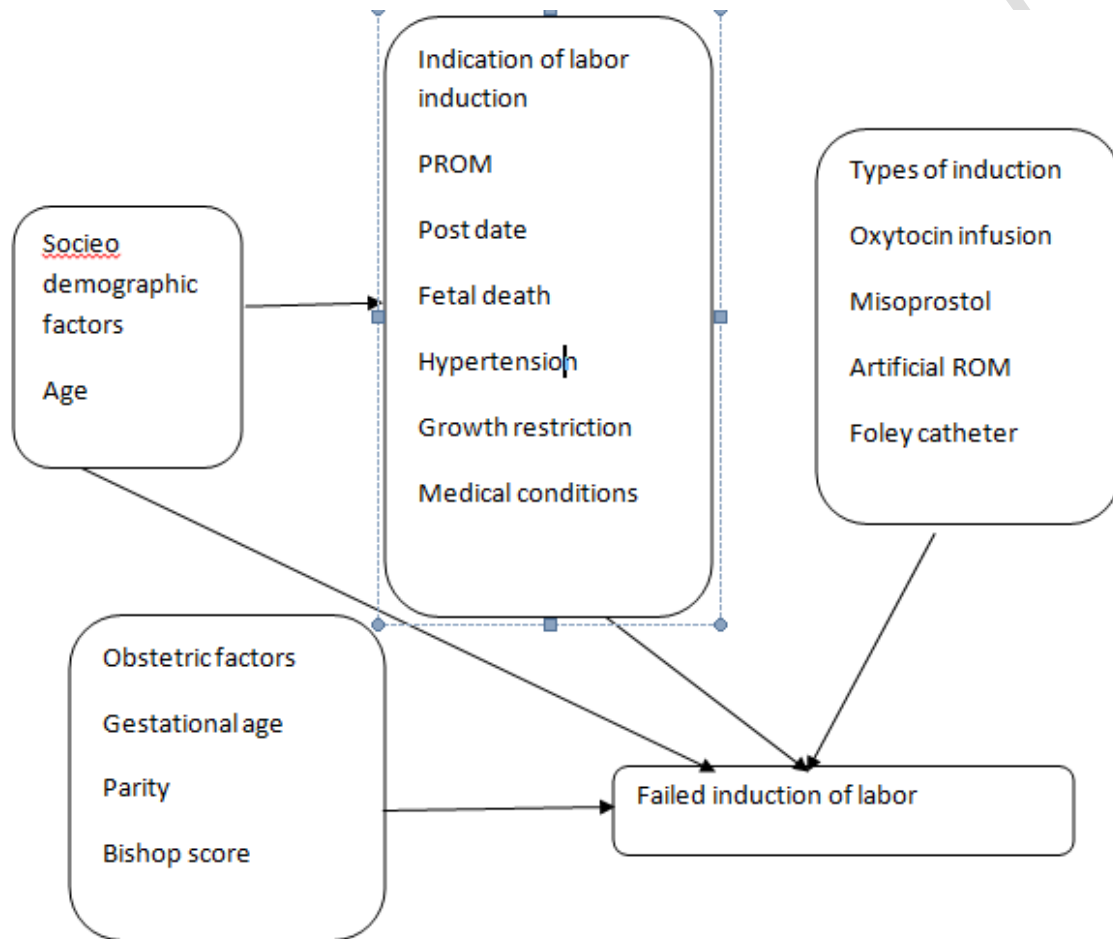 Indication of labor
induction
PROM
Post date
Fetal death
Hypertension
Growth restriction
Medical conditions
Types of induction
Oxytocin infusion
Misoprostol
Artificial ROM
Foley catheter
Socieo
demographic
factors
Age
Obstetric factors
Gestational age
Parity
Bishop score
Failed induction of labor